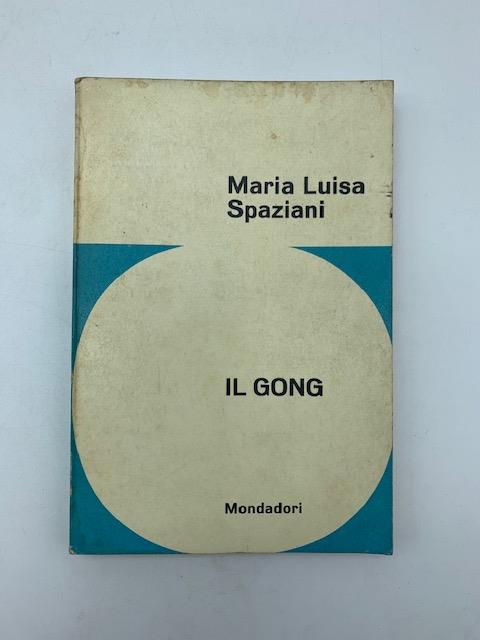 Maria Luisa
Spaziani
IL GONG
Mondadori